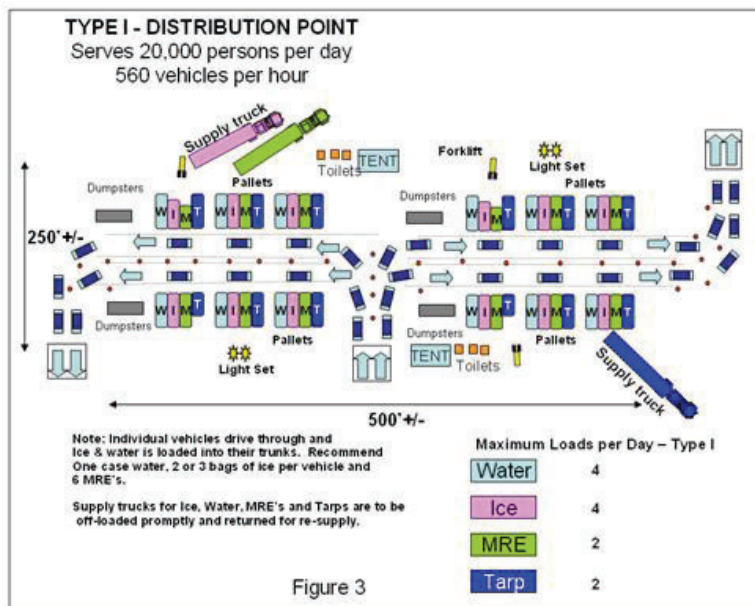 TYPE I - DISTRIBUTION POINT
Serves 20,000 persons per day
560 vehicles per hour
Supply truck
Toilets
TENT
Forklift
Light Set
Dumpsters
Pallets
Pallets
Dumpsters
W I M T
W I M T
W I M T
W I M T
W I M T
W I M T
250'+/-
W I M T
W I M T
W I M T
W I M T
W I M T
W I M T
Dumpsters
Pallets
Dumpsters
Pallets
Light Set
TENT
Toilets
Supply truck
500'+/-
Note: Individual vehicles drive through and
Ice & water is loaded into their trunks. Recommend
One case water, 2 or 3 bags of ice per vehicle and
6 MRE's.
Supply trucks for Ice, Water, MRE's and Tarps are to be
off-loaded promptly and returned for re-supply.
Maximum Loads per Day – Type I
Water 4
Ice 4
MRE 2
Tarp 2
Figure 3